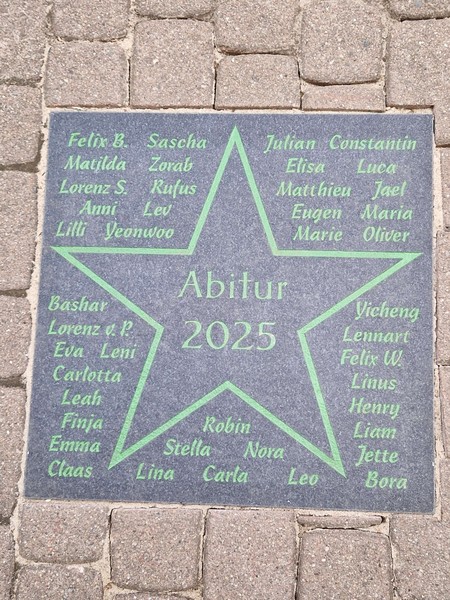 Felix B. Sascha
Matilda Zorab
Lorenz S. Rufus
Anni Lev
Lilli Yeonwoo
Julian Constantin
Elisa Luca
Matthieu Jael
Eugen Maria
Marie Oliver
Abitur
2025
Bashar
Lorenz v. P.
Eva Leni
Carlotta
Leah
Finja
Emma
Claas
Yicheng
Lennart
Felix W.
Linus
Henry
Liam
Jette
Bora
Robin
Stella Nora
Lina Carla Leo